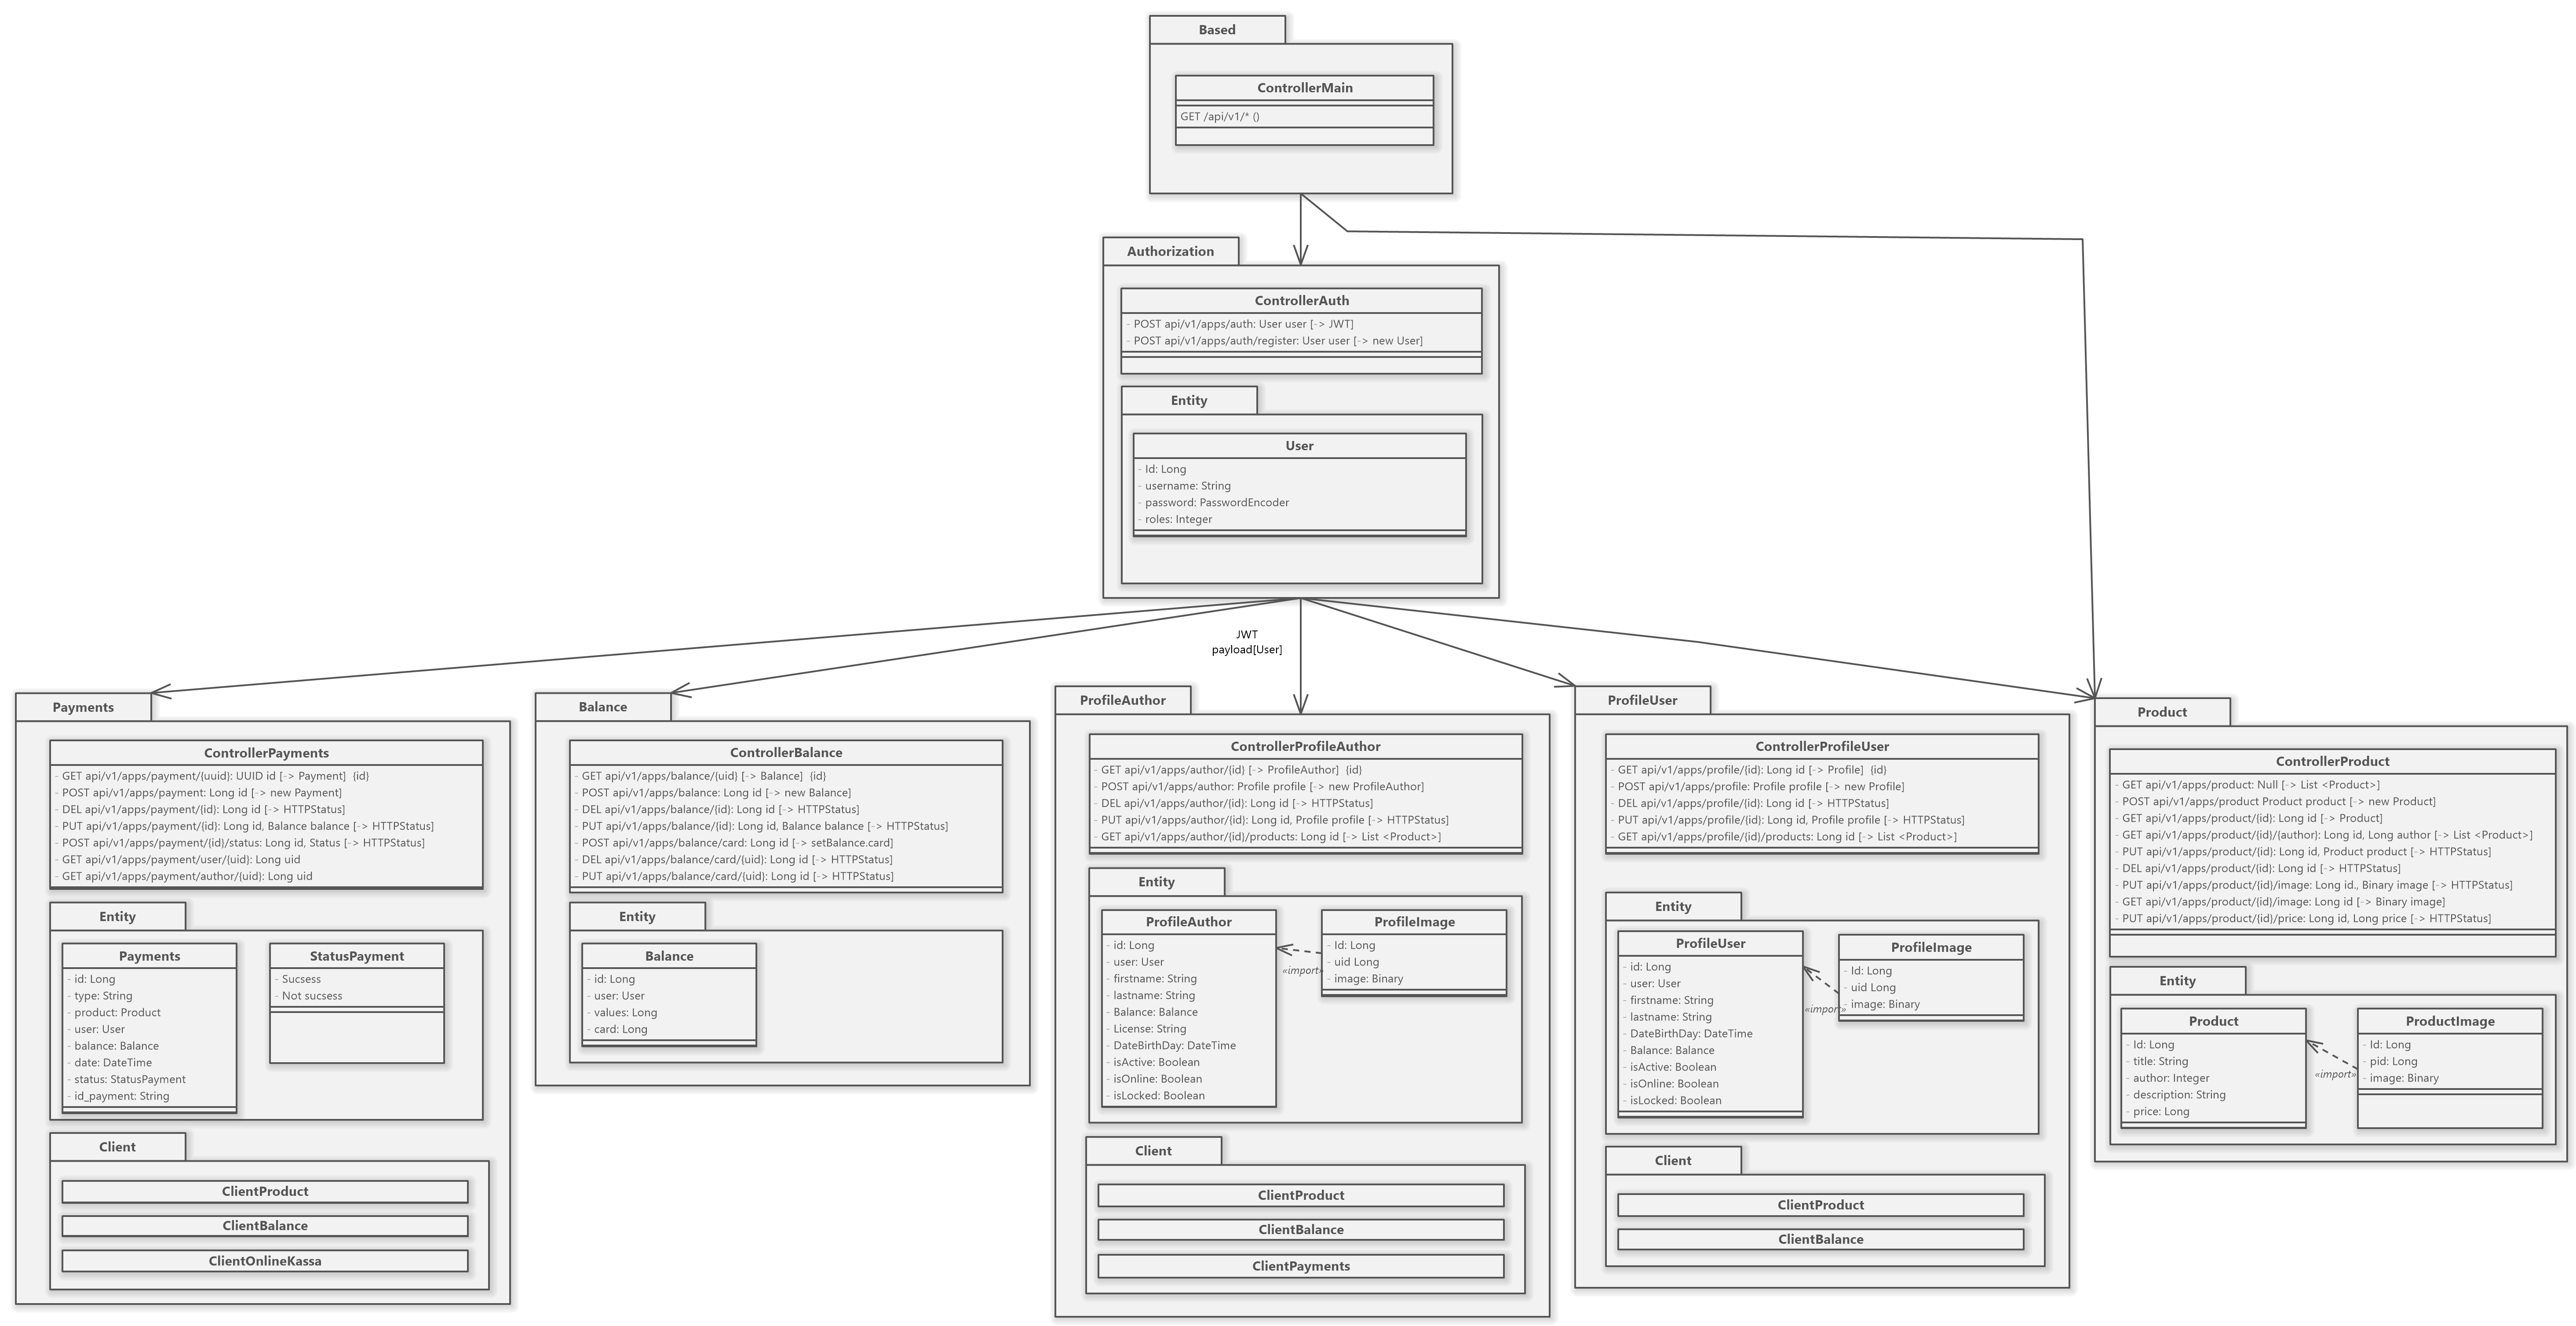 Based
ControllerMain
GET /api/v1/* ()
Authorization
ControllerAuth
- POST api/v1/apps/auth: User user [-> JWT]
- POST api/v1/apps/auth/register: User user [-> new User]
Entity
User
- Id: Long
- username: String
- password: PasswordEncoder
- roles: Integer
JWT
payload[User]
Payments
ControllerPayments
- GET api/v1/apps/payment/{uuid}: UUID id [-> Payment] {id}
- POST api/v1/apps/payment: Long id [-> new Payment]
- DEL api/v1/apps/payment/{id}: Long id [-> HTTPStatus]
- PUT api/v1/apps/payment/{id}: Long id, Balance balance [-> HTTPStatus]
- POST api/v1/apps/payment/{id}/status: Long id, Status [-> HTTPStatus]
- GET api/v1/apps/payment/user/{uid}: Long uid
- GET api/v1/apps/payment/author/{uid}: Long uid
Entity
Payments
- id: Long
- type: String
- product: Product
- user: User
- balance: Balance
- date: DateTime
- status: StatusPayment
- id_payment: String
StatusPayment
- Sucsess
- Not sucsess
Client
ClientProduct
ClientBalance
ClientOnlineKassa
Balance
ControllerBalance
- GET api/v1/apps/balance/{uid} [-> Balance] {id}
- POST api/v1/apps/balance: Long id [-> new Balance]
- DEL api/v1/apps/balance/{id}: Long id [-> HTTPStatus]
- PUT api/v1/apps/balance/{id}: Long id, Balance balance [-> HTTPStatus]
- POST api/v1/apps/balance/card: Long id [-> setBalance.card]
- DEL api/v1/apps/balance/card/{uid}: Long id [-> HTTPStatus]
- PUT api/v1/apps/balance/card/{uid}: Long id [-> HTTPStatus]
Entity
Balance
- id: Long
- user: User
- values: Long
- card: Long
ProfileAuthor
ControllerProfileAuthor
- GET api/v1/apps/author/{id} [-> ProfileAuthor] {id}
- POST api/v1/apps/author: Profile profile [-> new ProfileAuthor]
- DEL api/v1/apps/author/{id}: Long id [-> HTTPStatus]
- PUT api/v1/apps/author/{id}: Long id, Profile profile [-> HTTPStatus]
- GET api/v1/apps/author/{id}/products: Long id [-> List <Product>]
Entity
ProfileAuthor
- id: Long
- user: User
- firstname: String
- lastname: String
- Balance: Balance
- License: String
- DateBirthDay: DateTime
- isActive: Boolean
- isOnline: Boolean
- isLocked: Boolean
«import»
ProfileImage
- Id: Long
- uid Long
- image: Binary
Client
ClientProduct
ClientBalance
ClientPayments
ProfileUser
ControllerProfileUser
- GET api/v1/apps/profile/{id}: Long id [-> Profile] {id}
- POST api/v1/apps/profile: Profile profile [-> new Profile]
- DEL api/v1/apps/profile/{id}: Long id [-> HTTPStatus]
- PUT api/v1/apps/profile/{id}: Long id, Profile profile [-> HTTPStatus]
- GET api/v1/apps/profile/{id}/products: Long id [-> List <Product>]
Entity
ProfileUser
- id: Long
- user: User
- firstname: String
- lastname: String
- DateBirthDay: DateTime
- Balance: Balance
- isActive: Boolean
- isOnline: Boolean
- isLocked: Boolean
«import»
ProfileImage
- Id: Long
- uid Long
- image: Binary
Client
ClientProduct
ClientBalance
Product
ControllerProduct
- GET api/v1/apps/product: Null [-> List <Product>]
- POST api/v1/apps/product Product product [-> new Product]
- GET api/v1/apps/product/{id}: Long id [-> Product]
- GET api/v1/apps/product/{id}/{author}: Long id, Long author [-> List <Product>]
- PUT api/v1/apps/product/{id}: Long id, Product product [-> HTTPStatus]
- DEL api/v1/apps/product/{id}: Long id [-> HTTPStatus]
- PUT api/v1/apps/product/{id}/image: Long id., Binary image [-> HTTPStatus]
- GET api/v1/apps/product/{id}/image: Long id [-> Binary image]
- PUT api/v1/apps/product/{id}/price: Long id, Long price [-> HTTPStatus]
Entity
Product
- Id: Long
- title: String
- author: Integer
- description: String
- price: Long
«import»
ProductImage
- Id: Long
- pid: Long
- image: Binary